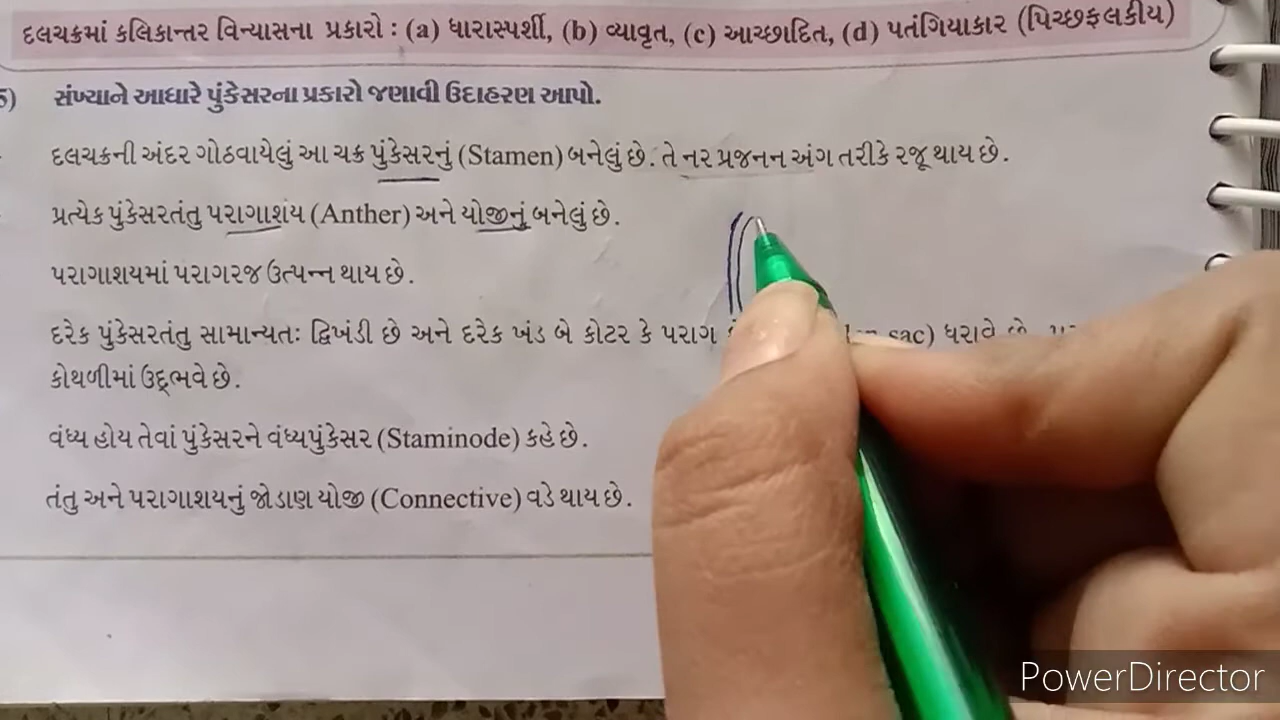 દલચક્રમાં કલિકાન્તર વિન્યાસના પ્રકારો : (a) ધારાસ્પર્શી, (b) વ્યાવૃત, (c) આચ્છાદિત, (d) પતંગિયાકાર (પિચ્છફલકીય)
સંખ્યાને આધારે પુંકેસરના પ્રકારો જણાવી ઉદાહરણ આપો.
દલચક્રની અંદર ગોઠવાયેલું આ ચક્ર પુંકેસરનું (Stamen) બનેલું છે. તે નર પ્રજનન અંગ તરીકે રજૂ થાય છે.
પ્રત્યેક પુંકેસરતંતુ પરાગાશય (Anther) અને યોજીનું બનેલું છે.
પરાગાશયમાં પરાગરજ ઉત્પન્ન થાય છે.
દરેક પુંકેસરતંતુ સામાન્યતઃ દ્વિખંડી છે અને દરેક ખંડ બે કોટર કે પરાગ sac) ધરાવે છે.
કોથળીમાં ઉદ્ભવે છે.
વંધ્ય હોય તેવાં પુંકેસરને વંધ્યપુંકેસર (Staminode) કહે છે.
તંતુ અને પરાગાશયનું જોડાણ યોજી (Connective) વડે થાય છે.
PowerDirector